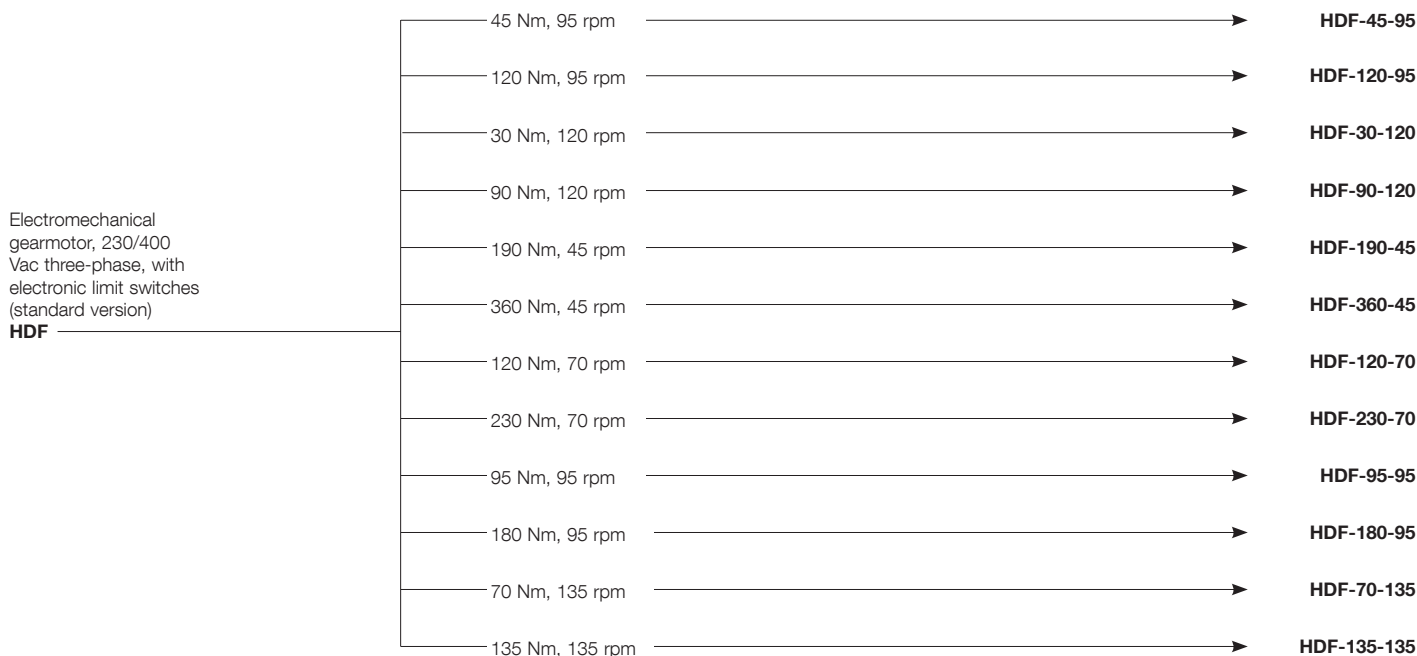 45 Nm, 95 rpm HDF-45-95
120 Nm, 95 rpm HDF-120-95
30 Nm, 120 rpm HDF-30-120
90 Nm, 120 rpm HDF-90-120
Electromechanical
gearmotor, 230/400
Vac three-phase, with
electronic limit switches
(standard version)
HDF
190 Nm, 45 rpm HDF-190-45
360 Nm, 45 rpm HDF-360-45
120 Nm, 70 rpm HDF-120-70
230 Nm, 70 rpm HDF-230-70
95 Nm, 95 rpm HDF-95-95
180 Nm, 95 rpm HDF-180-95
70 Nm, 135 rpm HDF-70-135
135 Nm, 135 rpm HDF-135-135